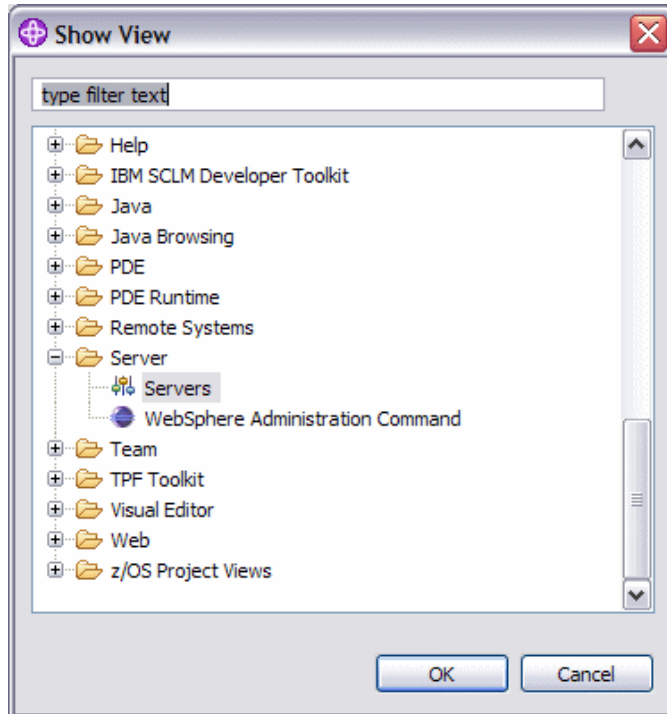 Show View
type filter text
Help
IBM SCLM Developer Toolkit
Java
Java Browsing
PDE
PDE Runtime
Remote Systems
Server
Servers
WebSphere Administration Command
Team
TPF Toolkit
Visual Editor
Web
z/OS Project Views
OK Cancel